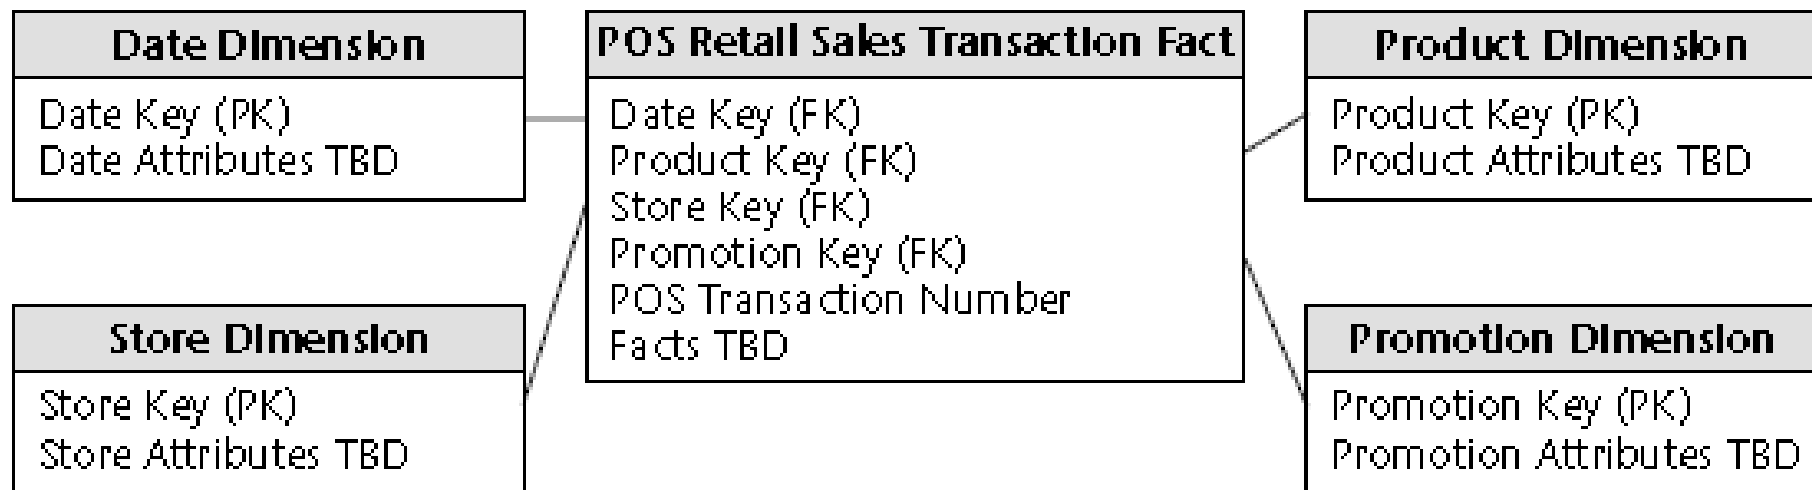 Date Dimension
Date Key (PK)
Date Attributes TBD
Store Dimension
Store Key (PK)
Store Attributes TBD
POS Retail Sales Transaction Fact
Date Key (FK)
Product Key (FK)
Store Key (FK)
Promotion Key (FK)
POS Transaction Number
Facts TBD
Product Dimension
Product Key (PK)
Product Attributes TBD
Promotion Dimension
Promotion Key (PK)
Promotion Attributes TBD